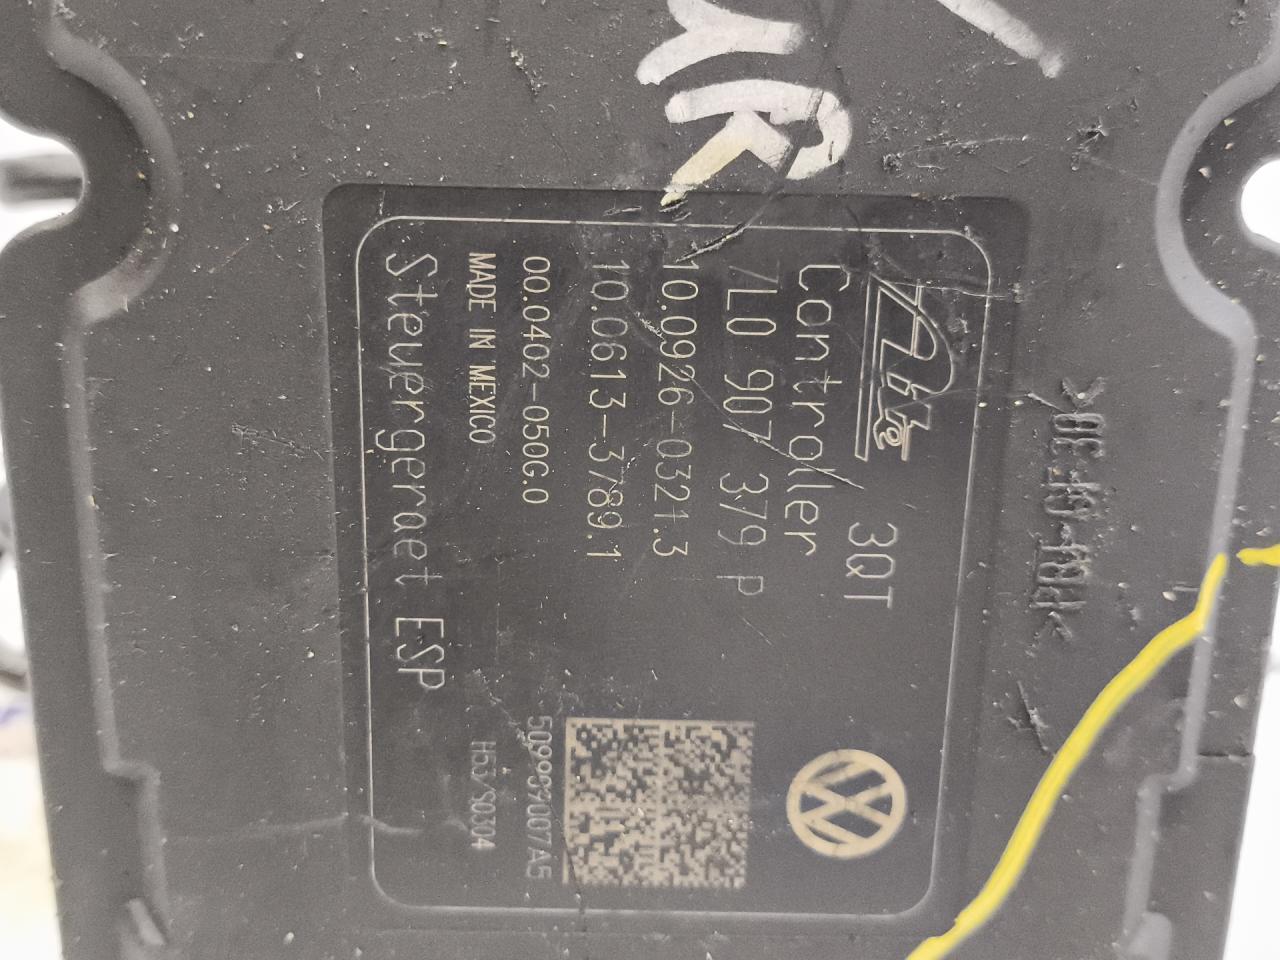 Ate 3QT
Controller
7L0 907 379 P
10.0926-0321.3
10.0613-3789.1
00.0402-050G.0
MADE IN MEXICO
H53/S0304
Steuergeraet ESP